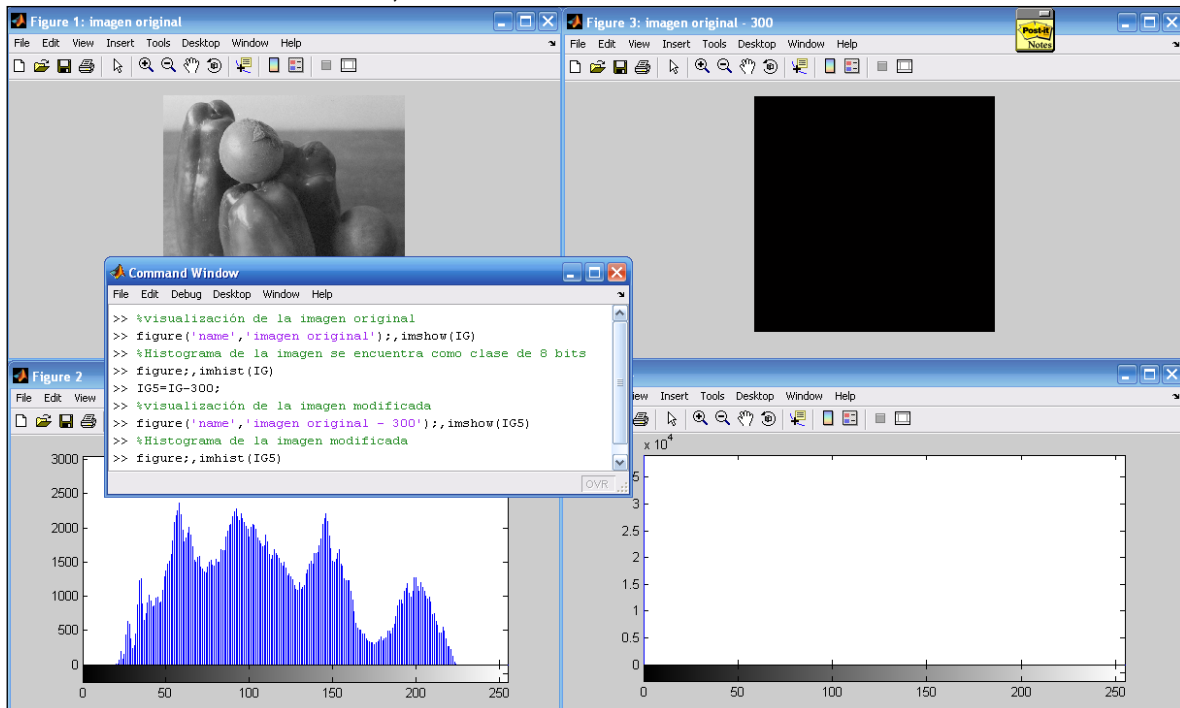 Figure 1: imagen original
File Edit View Insert Tools Desktop Window Help
Figure 3: imagen original - 300
Post-it
Notes
File Edit View Insert Tools Desktop Window Help
Command Window
File Edit Debug Desktop Window Help
>> %visualización de la imagen original
>> figure('name','imagen original');,imshow(IG)
>> %Histograma de la imagen se encuentra como clase de 8 bits
>> figure;,imhist(IG)
>> IG5=IG-300;
>> %visualización de la imagen modificada
>> figure('name','imagen original - 300');,imshow(IG5)
>> %Histograma de la imagen modificada
>> figure;,imhist(IG5)
OVR
Figure 2
File Edit View
3000
2500
2000
1500
1000
500
0
0 50 100 150 200 250
Insert Tools Desktop Window Help
x 10^4
3
2.5
2
1.5
1
0.5
0
0 50 100 150 200 250